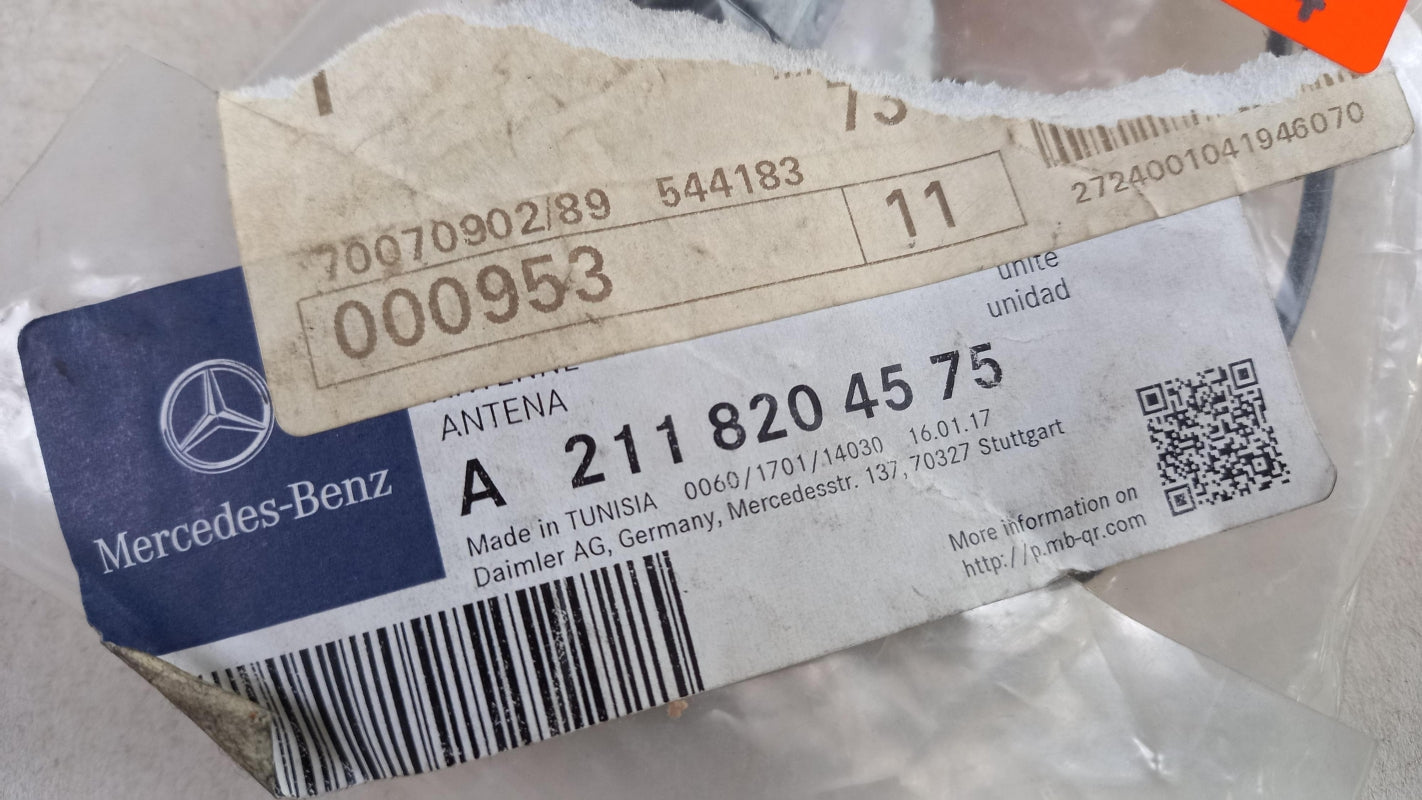 73
2724001041946070
70070902/89 544183
000953
11
unité
unidad
ANTENA
A 211 820 45 75
0060/1701/14030 16.01.17
Made in TUNISIA
Daimler AG, Germany, Mercedesstr. 137, 70327 Stuttgart
Mercedes-Benz
More information on
http://p.mb-qr.com